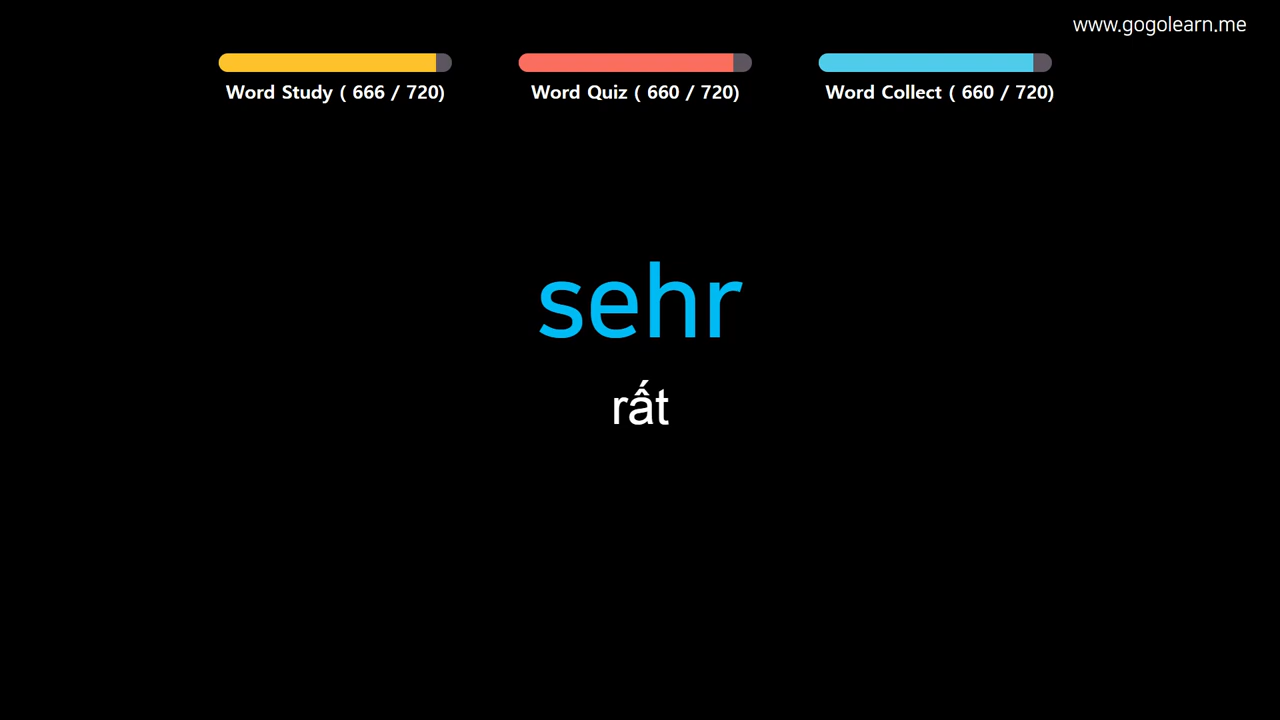 www.gogolearn.me
Word Study ( 666 / 720)
Word Quiz ( 660 / 720)
Word Collect ( 660 / 720)
sehr
rất